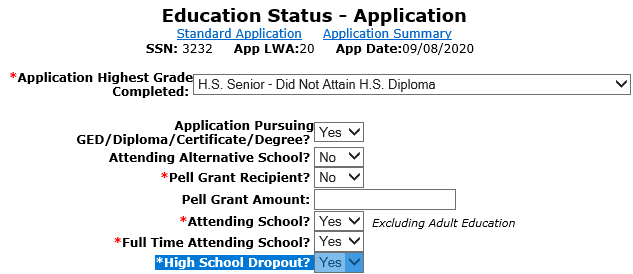 Education Status - Application
Standard Application Application Summary
SSN: 3232 App LWA:20 App Date:09/08/2020
*Application Highest Grade
Completed: H.S. Senior - Did Not Attain H.S. Diploma
Application Pursuing
GED/Diploma/Certificate/Degree? Yes
Attending Alternative School? No
*Pell Grant Recipient? No
Pell Grant Amount:
*Attending School? Yes Excluding Adult Education
*Full Time Attending School? Yes
*High School Dropout? Yes